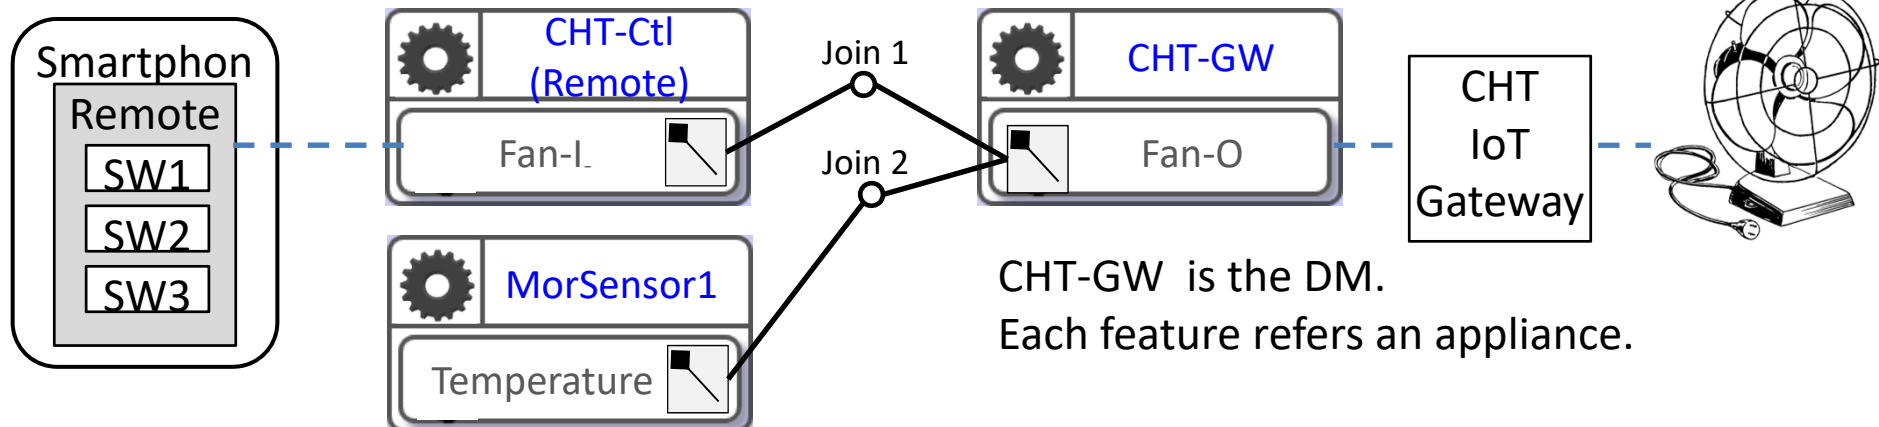 Smartphon
Remote
SW1
SW2
SW3
CHT-Ctl
(Remote)
Fan-I
MorSensor1
Temperature
Join 1
Join 2
CHT-GW
Fan-O
CHT
IoT
Gateway
CHT-GW is the DM.
Each feature refers an appliance.